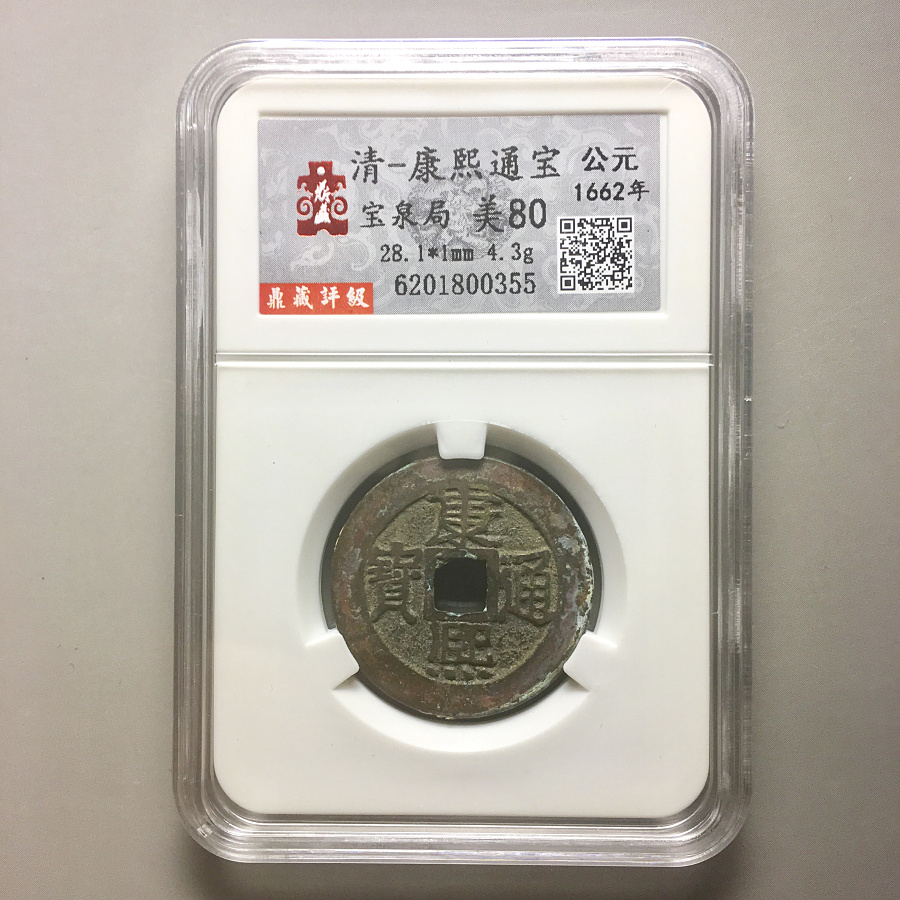 清-康熙通宝
公元
1662年
宝泉局 美80
28.1*1mm 4.3g
6201800355
鼎藏評級
康熙通寶